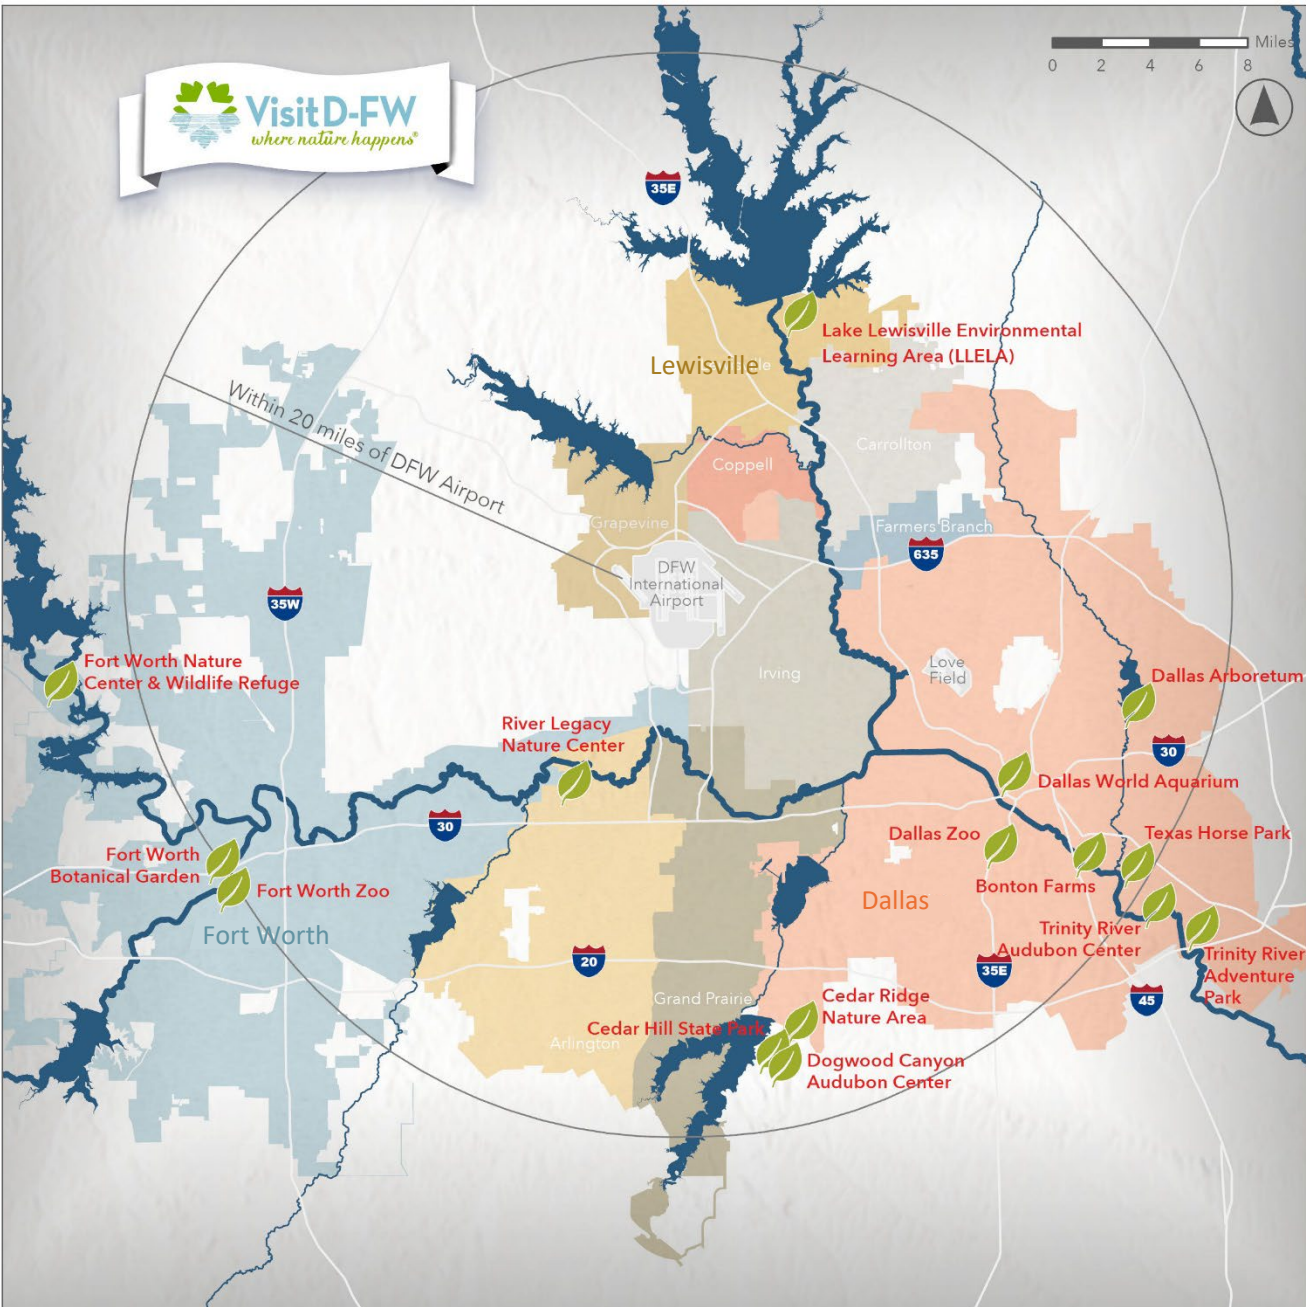 VisitD-FW
where nature happens®
Miles
0 2 4 6 8
35E
Lake Lewisville Environmental
Learning Area (LLELA)
Lewisville
Within 20 miles of DFW Airport
Carrollton
Coppell
Grapevine
Farmers Branch
635
DFW
International
Airport
35W
Fort Worth Nature
Center & Wildlife Refuge
Irving
Love
Field
Dallas Arboretum
River Legacy
Nature Center
30
Dallas World Aquarium
30
Dallas Zoo
Texas Horse Park
Fort Worth
Botanical Garden
Fort Worth Zoo
Bonton Farms
Dallas
Fort Worth
Trinity River
Audubon Center
20
35E
Trinity River
Adventure
Park
45
Grand Prairie
Cedar Ridge
Nature Area
Cedar Hill State Park
Arlington
Dogwood Canyon
Audubon Center